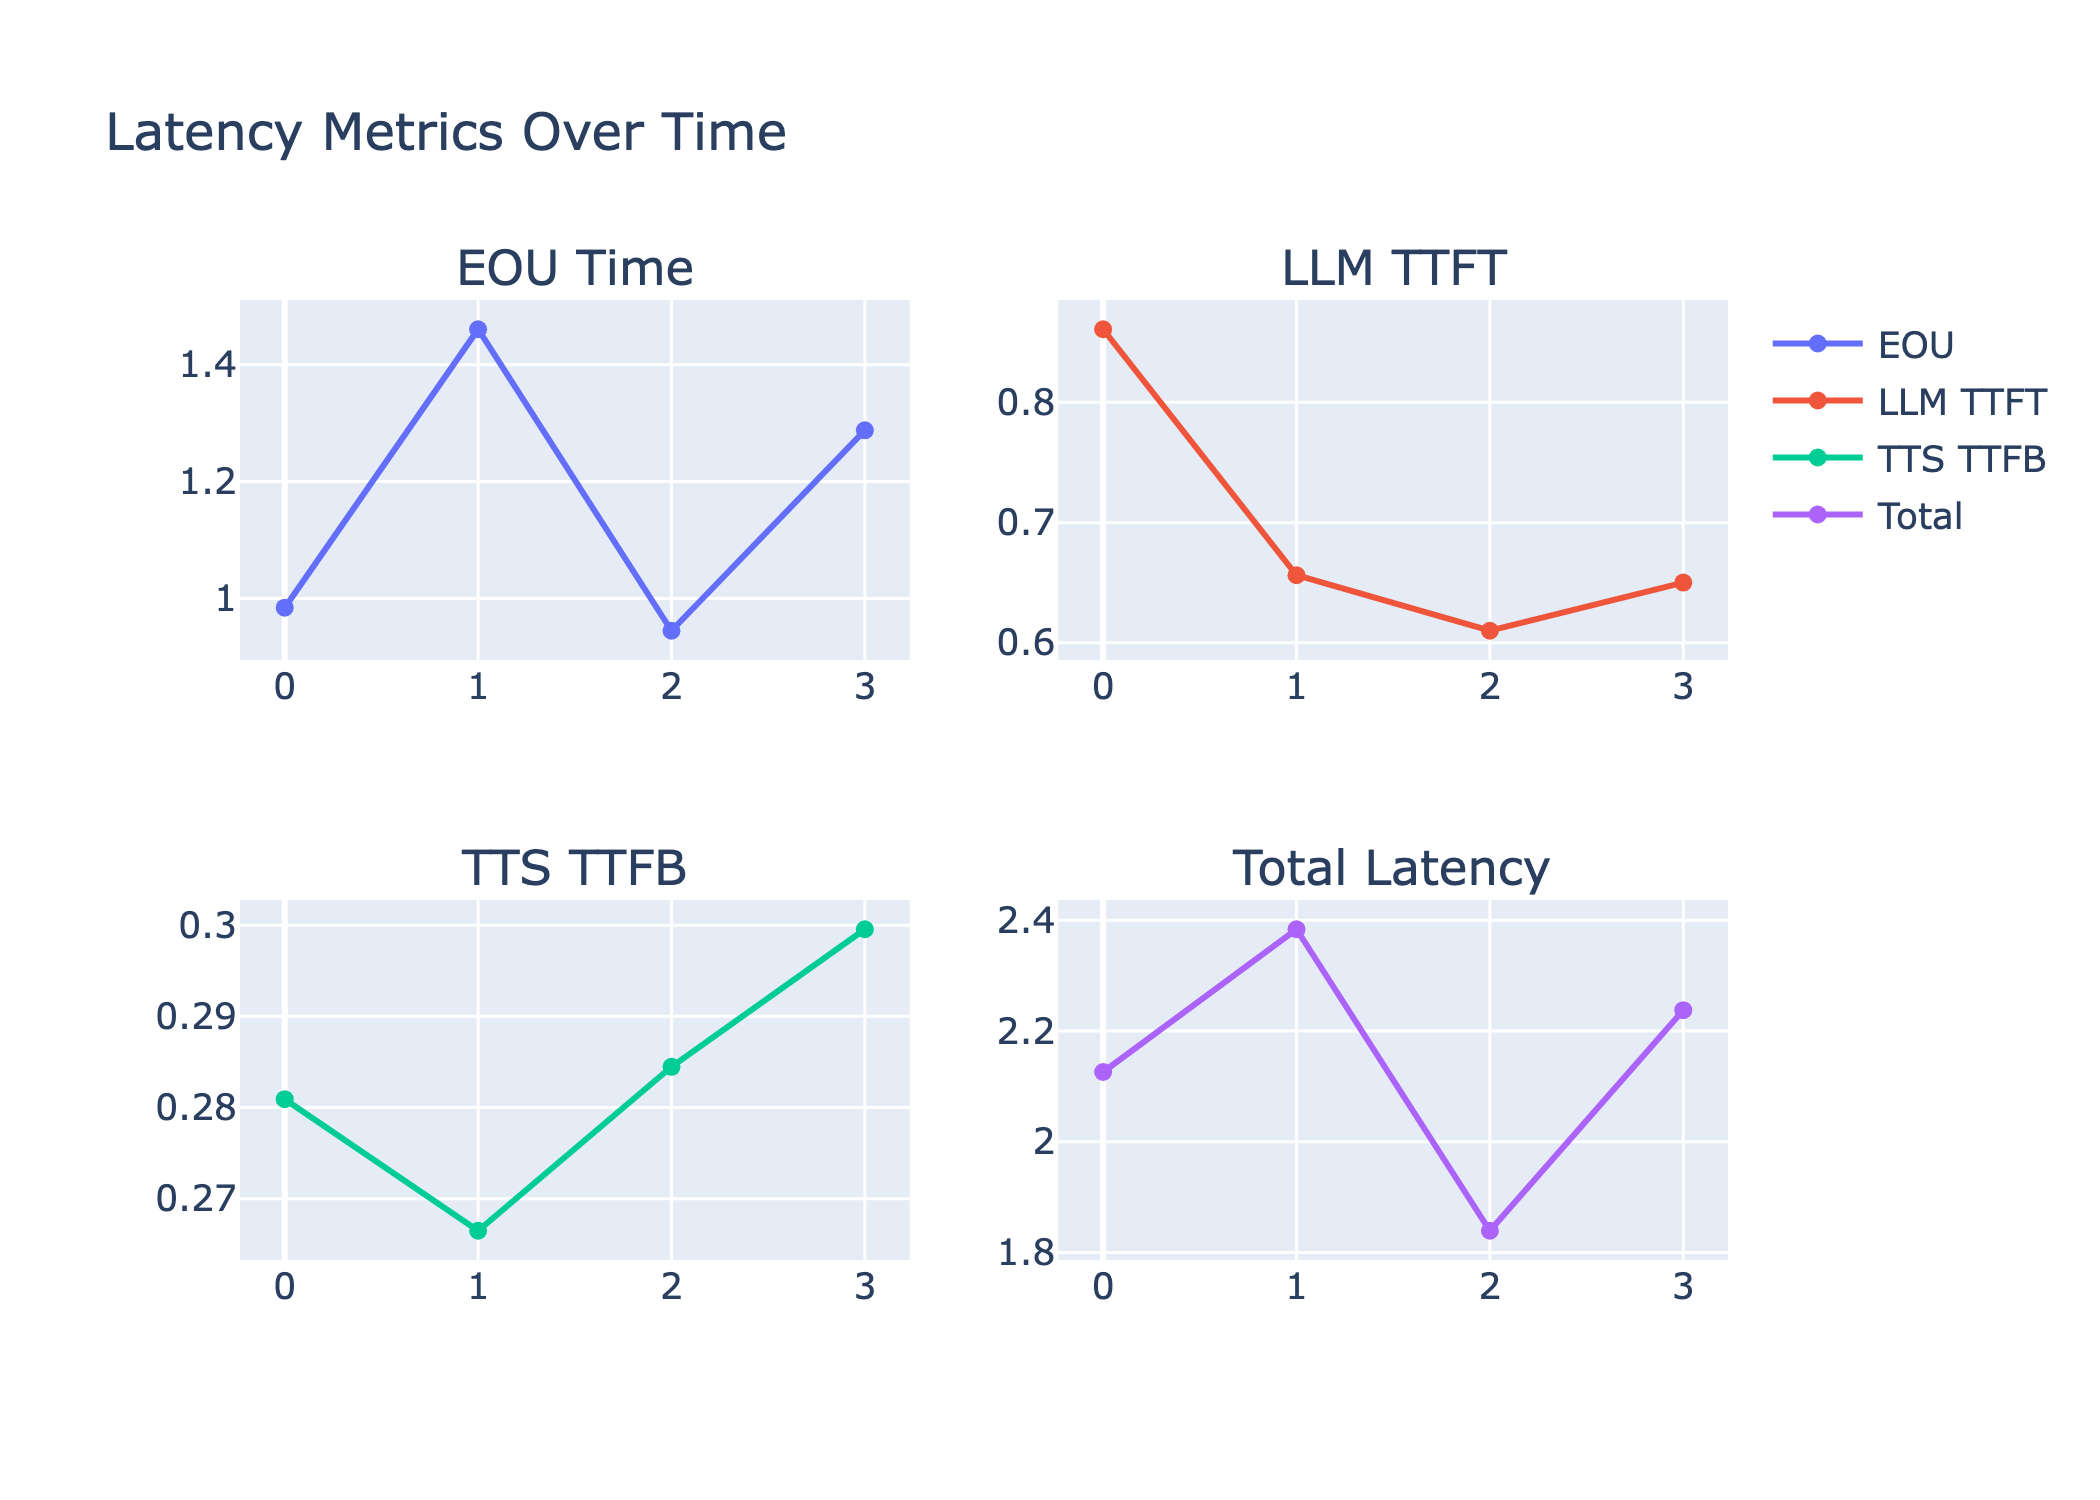 Latency Metrics Over Time
EOU Time
1.4
1.2
1
0 1 2 3
LLM TTFT
0.8
0.7
0.6
0 1 2 3
EOU
LLM TTFT
TTS TTFB
Total
TTS TTFB
0.3
0.29
0.28
0.27
0 1 2 3
Total Latency
2.4
2.2
2
1.8
0 1 2 3